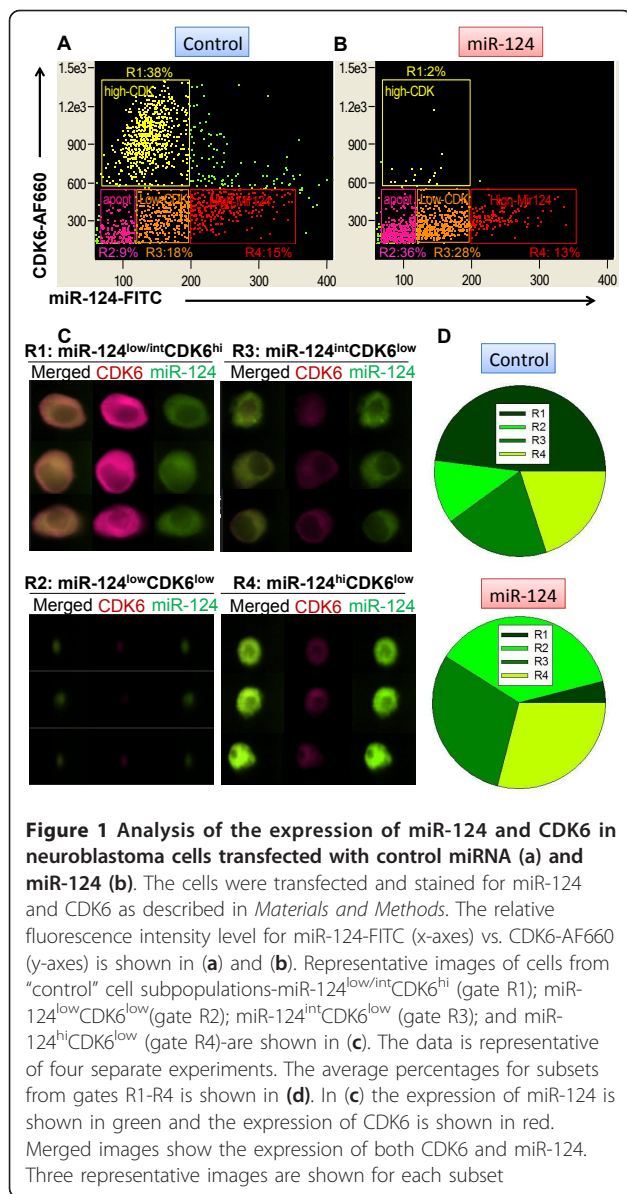 A
Control
B
miR-124
CDK6-AF660
1.5e3
1.2e3
900
600
300
R1:38%
high-CDK
apopt
Low-CDK
High-Mir124
R2:9%
R3:18%
R4:15%
100
200
300
400
1.5e3
1.2e3
900
600
300
R1:2%
high-CDK
apopt
Low-CDK
High-Mir124
R2:36%
R3:28%
R4: 13%
100
200
300
400
miR-124-FITC
C
R1: miR-124low/intCDK6hi
Merged CDK6 miR-124
R3: miR-124intCDK6low
Merged CDK6 miR-124
R2: miR-124lowCDK6low
Merged CDK6 miR-124
R4: miR-124hiCDK6low
Merged CDK6 miR-124
D
Control
R1
R2
R3
R4
miR-124
R1
R2
R3
R4
Figure 1 Analysis of the expression of miR-124 and CDK6 in
neuroblastoma cells transfected with control miRNA (a) and
miR-124 (b). The cells were transfected and stained for miR-124
and CDK6 as described in Materials and Methods. The relative
fluorescence intensity level for miR-124-FITC (x-axes) vs. CDK6-AF660
(y-axes) is shown in (a) and (b). Representative images of cells from
"control" cell subpopulations-miR-124low/intCDK6hi (gate R1); miR-
124lowCDK6low(gate R2); miR-124intCDK6low (gate R3); and miR-
124hiCDK6low (gate R4)-are shown in (c). The data is representative
of four separate experiments. The average percentages for subsets
from gates R1-R4 is shown in (d). In (c) the expression of miR-124 is
shown in green and the expression of CDK6 is shown in red.
Merged images show the expression of both CDK6 and miR-124.
Three representative images are shown for each subset